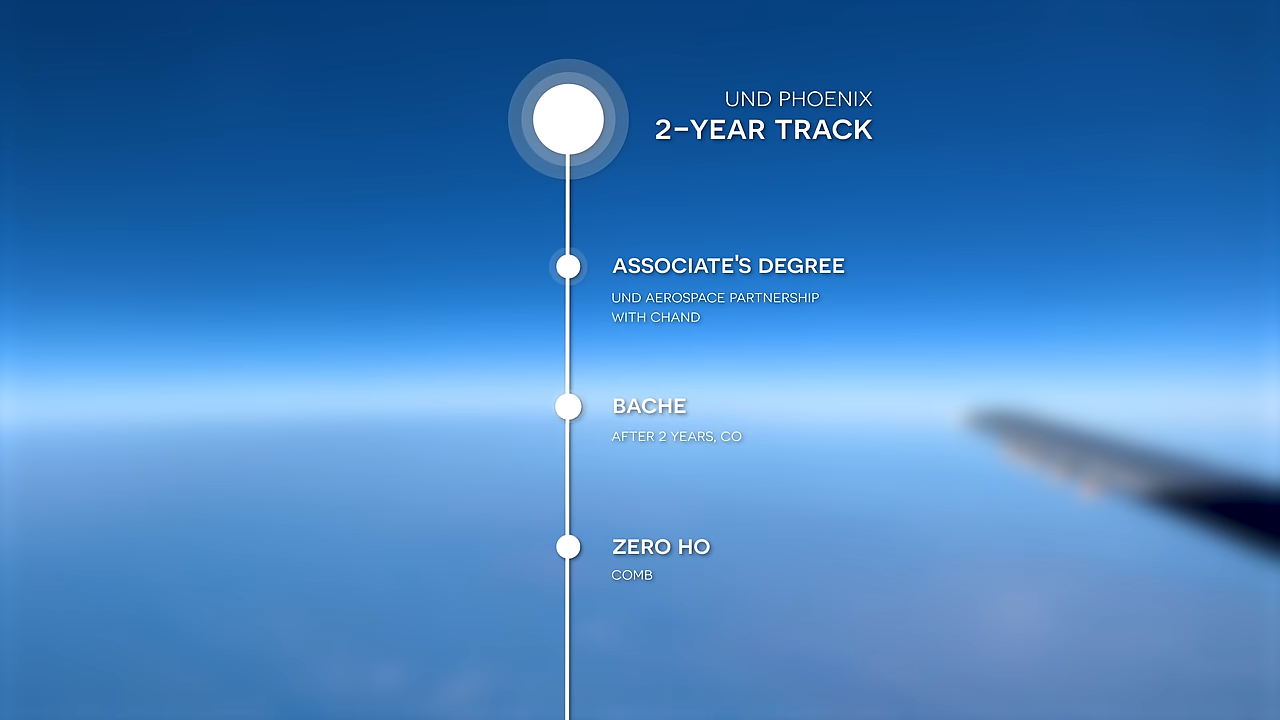 UND PHOENIX
2-YEAR TRACK
ASSOCIATE'S DEGREE
UND AEROSPACE PARTNERSHIP
WITH CHAND
BACHE
AFTER 2 YEARS, CO
ZERO HO
COMB